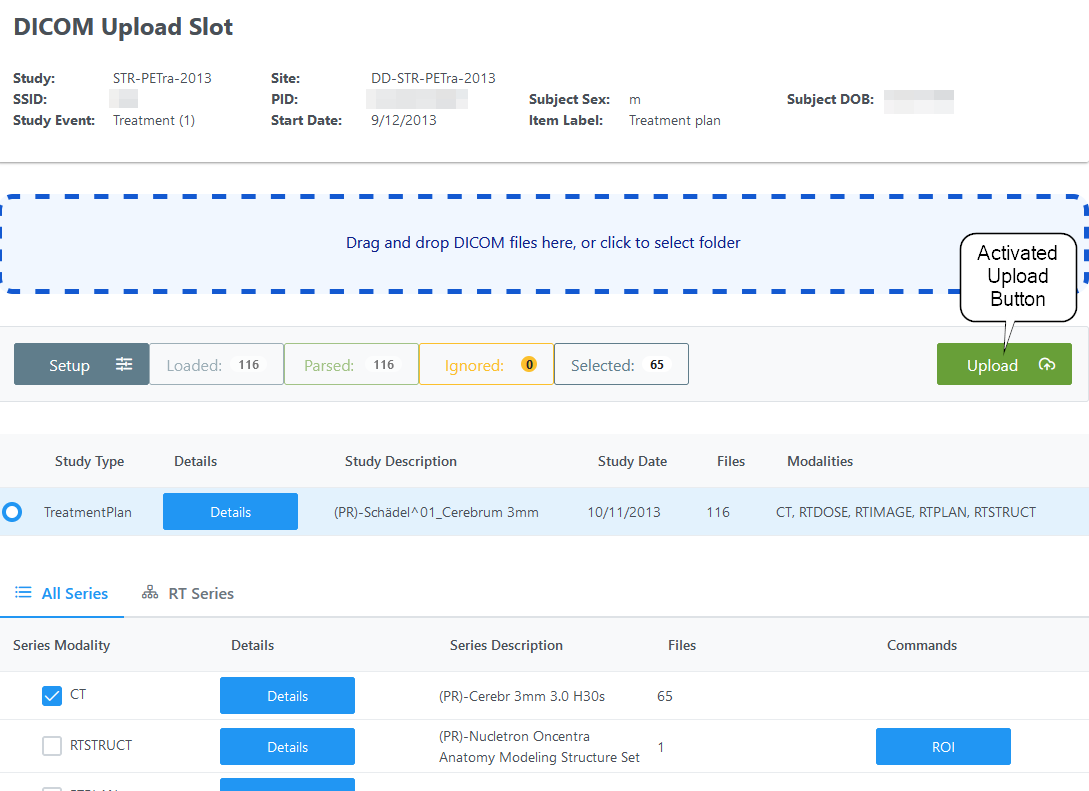 DICOM Upload Slot
Study: STR-PETra-2013 Site: DD-STR-PETra-2013
SSID: PID: Subject Sex: m Subject DOB:
Study Event: Treatment (1) Start Date: 9/12/2013 Item Label: Treatment plan
Drag and drop DICOM files here, or click to select folder
Activated
Upload
Button
Setup Loaded: 116 Parsed: 116 Ignored: 0 Selected: 65 Upload
Study Type Details Study Description Study Date Files Modalities
TreatmentPlan Details (PR)-Schädel^01_Cerebrum 3mm 10/11/2013 116 CT, RTDOSE, RTIMAGE, RTPLAN, RTSTRUCT
All Series RT Series
Series Modality Details Series Description Files Commands
CT Details (PR)-Cerebr 3mm 3.0 H30s 65
RTSTRUCT Details (PR)-Nucletron Oncentra
Anatomy Modeling Structure Set 1 ROI